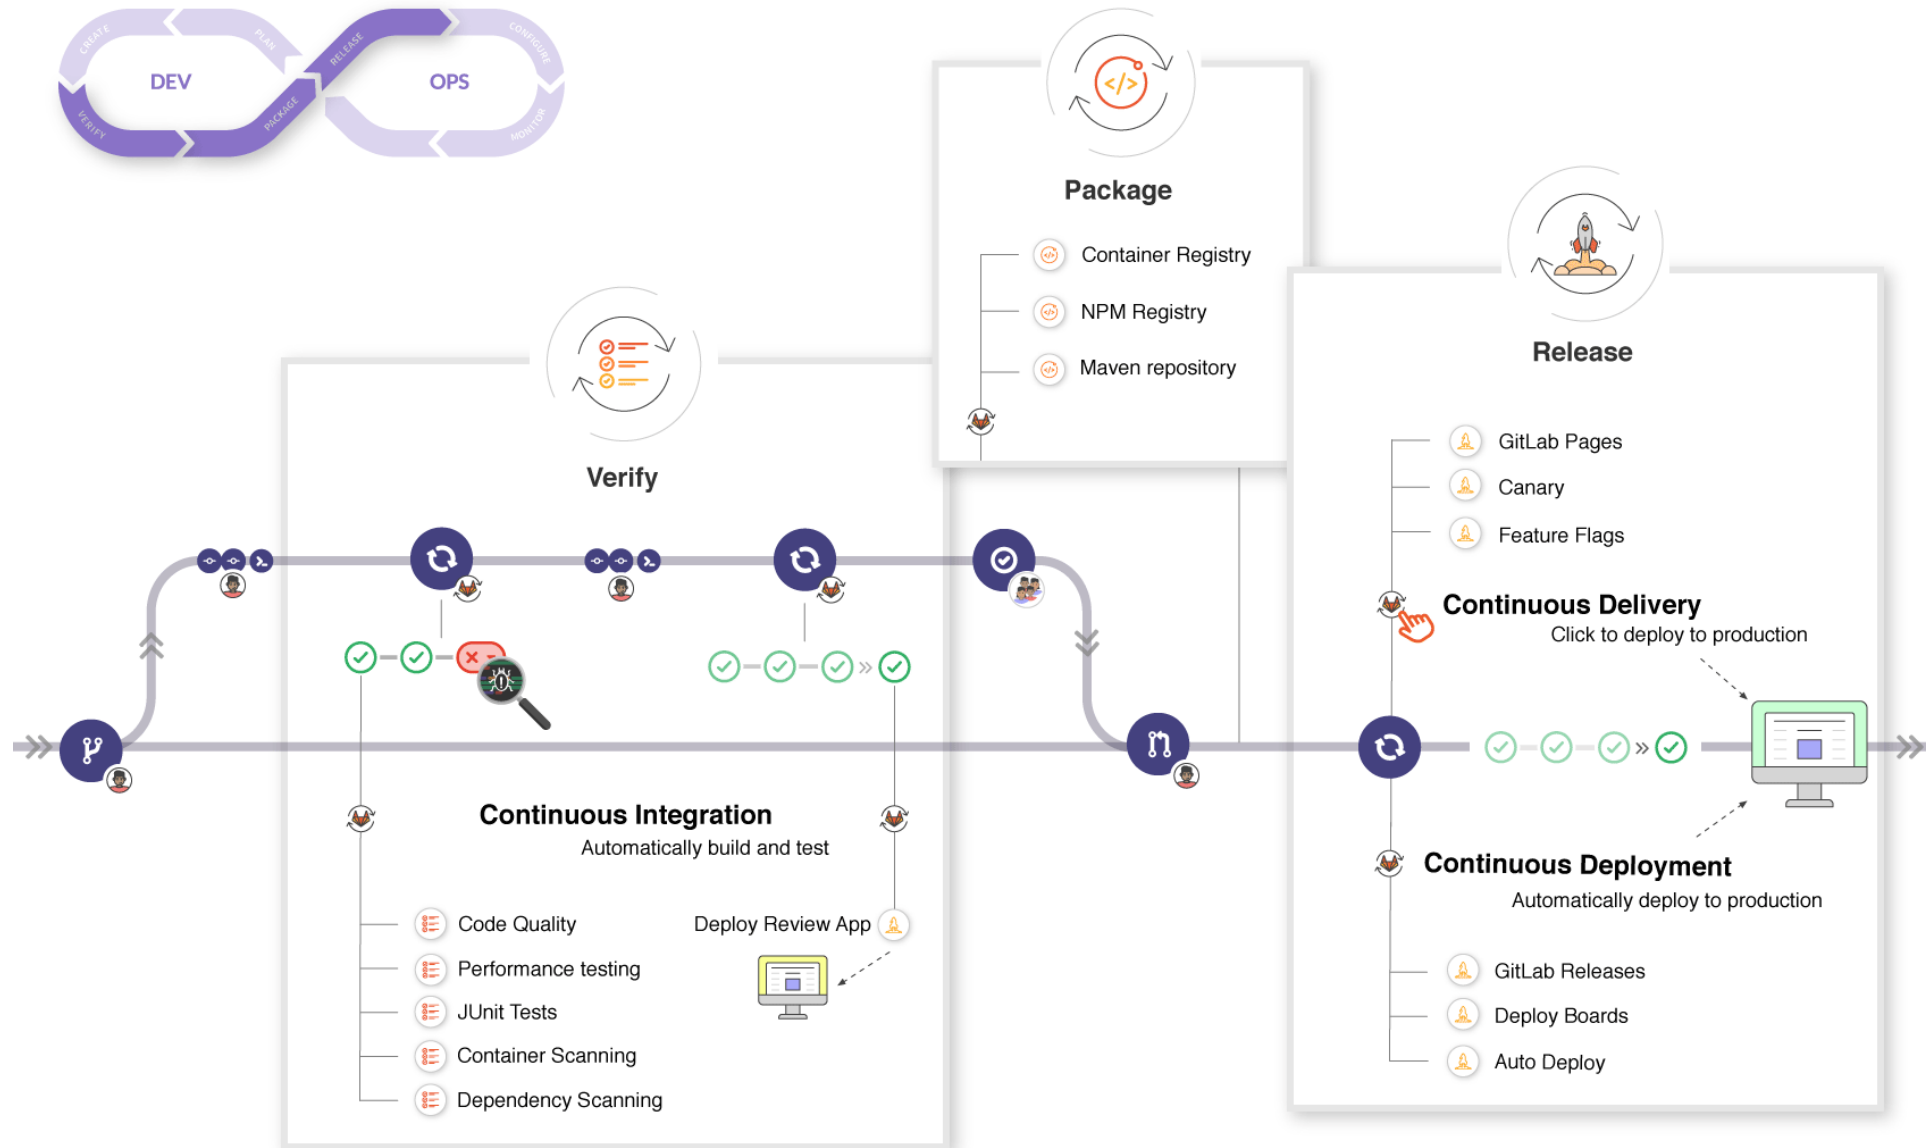 CREATE
PLAN
RELEASE
CONFIGURE
DEV
OPS
VERIFY
PACKAGE
MONITOR
Package
Container Registry
NPM Registry
Maven repository
Verify
Continuous Integration
Automatically build and test
Code Quality
Performance testing
JUnit Tests
Container Scanning
Dependency Scanning
Deploy Review App
Release
GitLab Pages
Canary
Feature Flags
Continuous Delivery
Click to deploy to production
Continuous Deployment
Automatically deploy to production
GitLab Releases
Deploy Boards
Auto Deploy